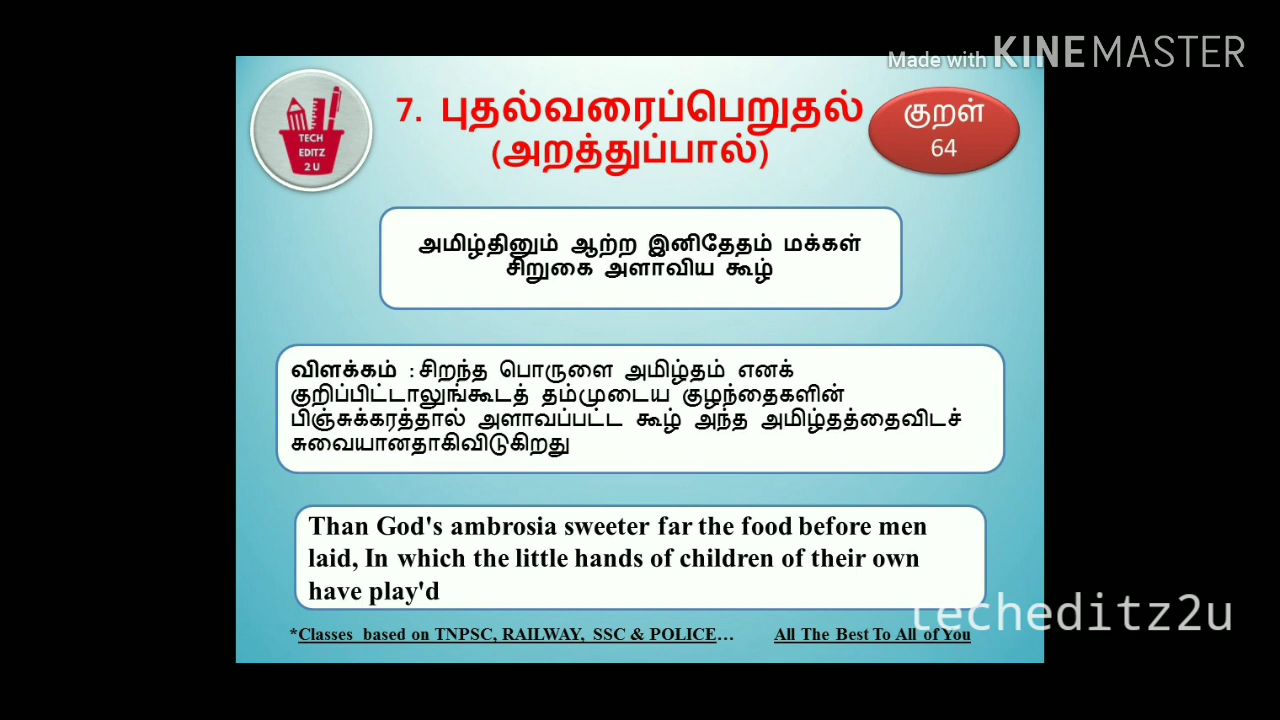 Made with KINEMASTER
TECH
EDITZ
2 U
7. புதல்வரைப்பெறுதல்
(அறத்துப்பால்)
குறள்
64
அமிழ்தினும் ஆற்ற இனிதேதம் மக்கள்
சிறுகை அளாவிய கூழ்
விளக்கம் :சிறந்த பொருளை அமிழ்தம் எனக்
குறிப்பிட்டாலுங்கூடத் தம்முடைய குழந்தைகளின்
பிஞ்சுக்கரத்தால் அளாவப்பட்ட கூழ் அந்த அமிழ்தத்தைவிடச்
சுவையானதாகிவிடுகிறது
Than God's ambrosia sweeter far the food before men
laid, In which the little hands of children of their own
have play'd
techeditz2u
*Classes based on TNPSC, RAILWAY, SSC & POLICE... All The Best To All of You